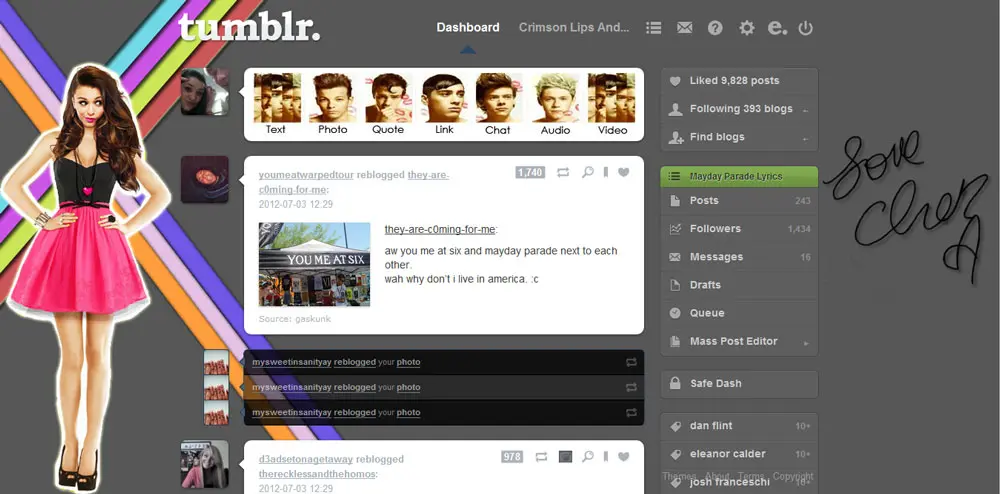 tumblr.
Dashboard
Crimson Lips And...
Text Photo Quote Link Chat Audio Video
youmeatwarpedtour reblogged they-are-
c0ming-for-me:
2012-07-03 12:29
1,740
they-are-c0ming-for-me:
aw you me at six and mayday parade next to each
other.
wah why don't i live in america. :c
YOU ME AT SIX
Source: gaskunk
mysweetinsanityay reblogged your photo
mysweetinsanityay reblogged your photo
mysweetinsanityay reblogged your photo
d3adsetonagetaway reblogged
therecklessandthehomos:
2012-07-03 12:29
978
Liked 9,828 posts
Following 393 blogs
Find blogs
Mayday Parade Lyrics
Posts 243
Followers 1,434
Messages 16
Drafts
Queue
Mass Post Editor
Safe Dash
dan flint 10+
eleanor calder 10+
Themes About Terms Copyright
josh franceschi 10+
love
Cher